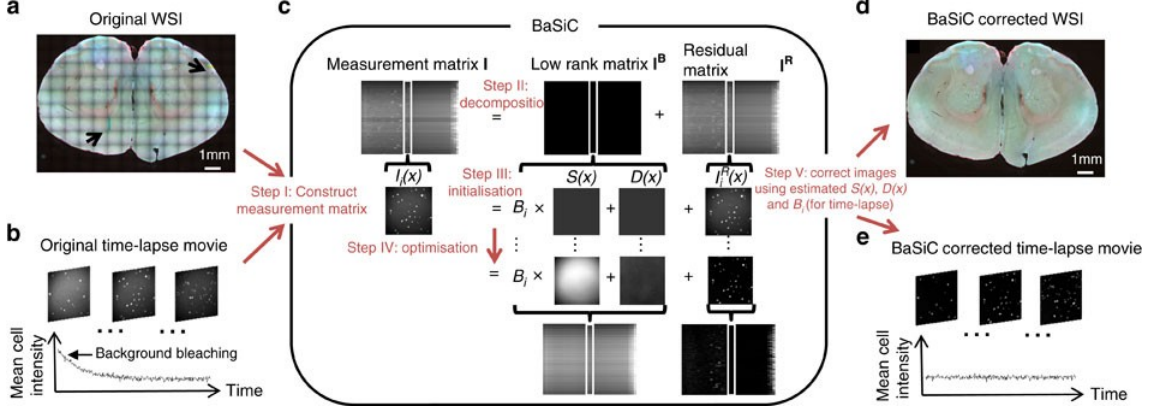 a
Original WSI
1mm
b
Original time-lapse movie
Mean cell
intensity
Background bleaching
Time
c
BaSiC
Measurement matrix I
Step II:
decomposition
Low rank matrix I^B
Residual
matrix I^R
=
+
I_i(x)
Step I: Construct
measurement matrix
Step III:
initialisation
S(x) D(x)
I_i^R(x)
= B_i × + +
Step IV: optimisation
= B_i × + +
Step V: correct images
using estimated S(x), D(x)
and B_i (for time-lapse)
d
BaSiC corrected WSI
1mm
e
BaSiC corrected time-lapse movie
Mean cell
intensity
Time